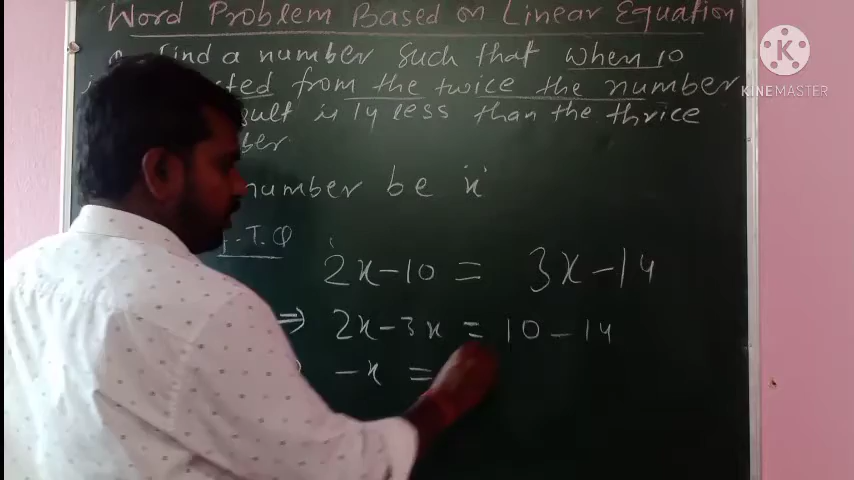 Word Problem Based on Linear Equation
Find a number such that when 10
from the twice the number
is 14 less than the thrice
number be 'x'
T.Q
2x-10 = 3x-14
⇒ 2x-3x = 10-14
-x =
KINEMASTER